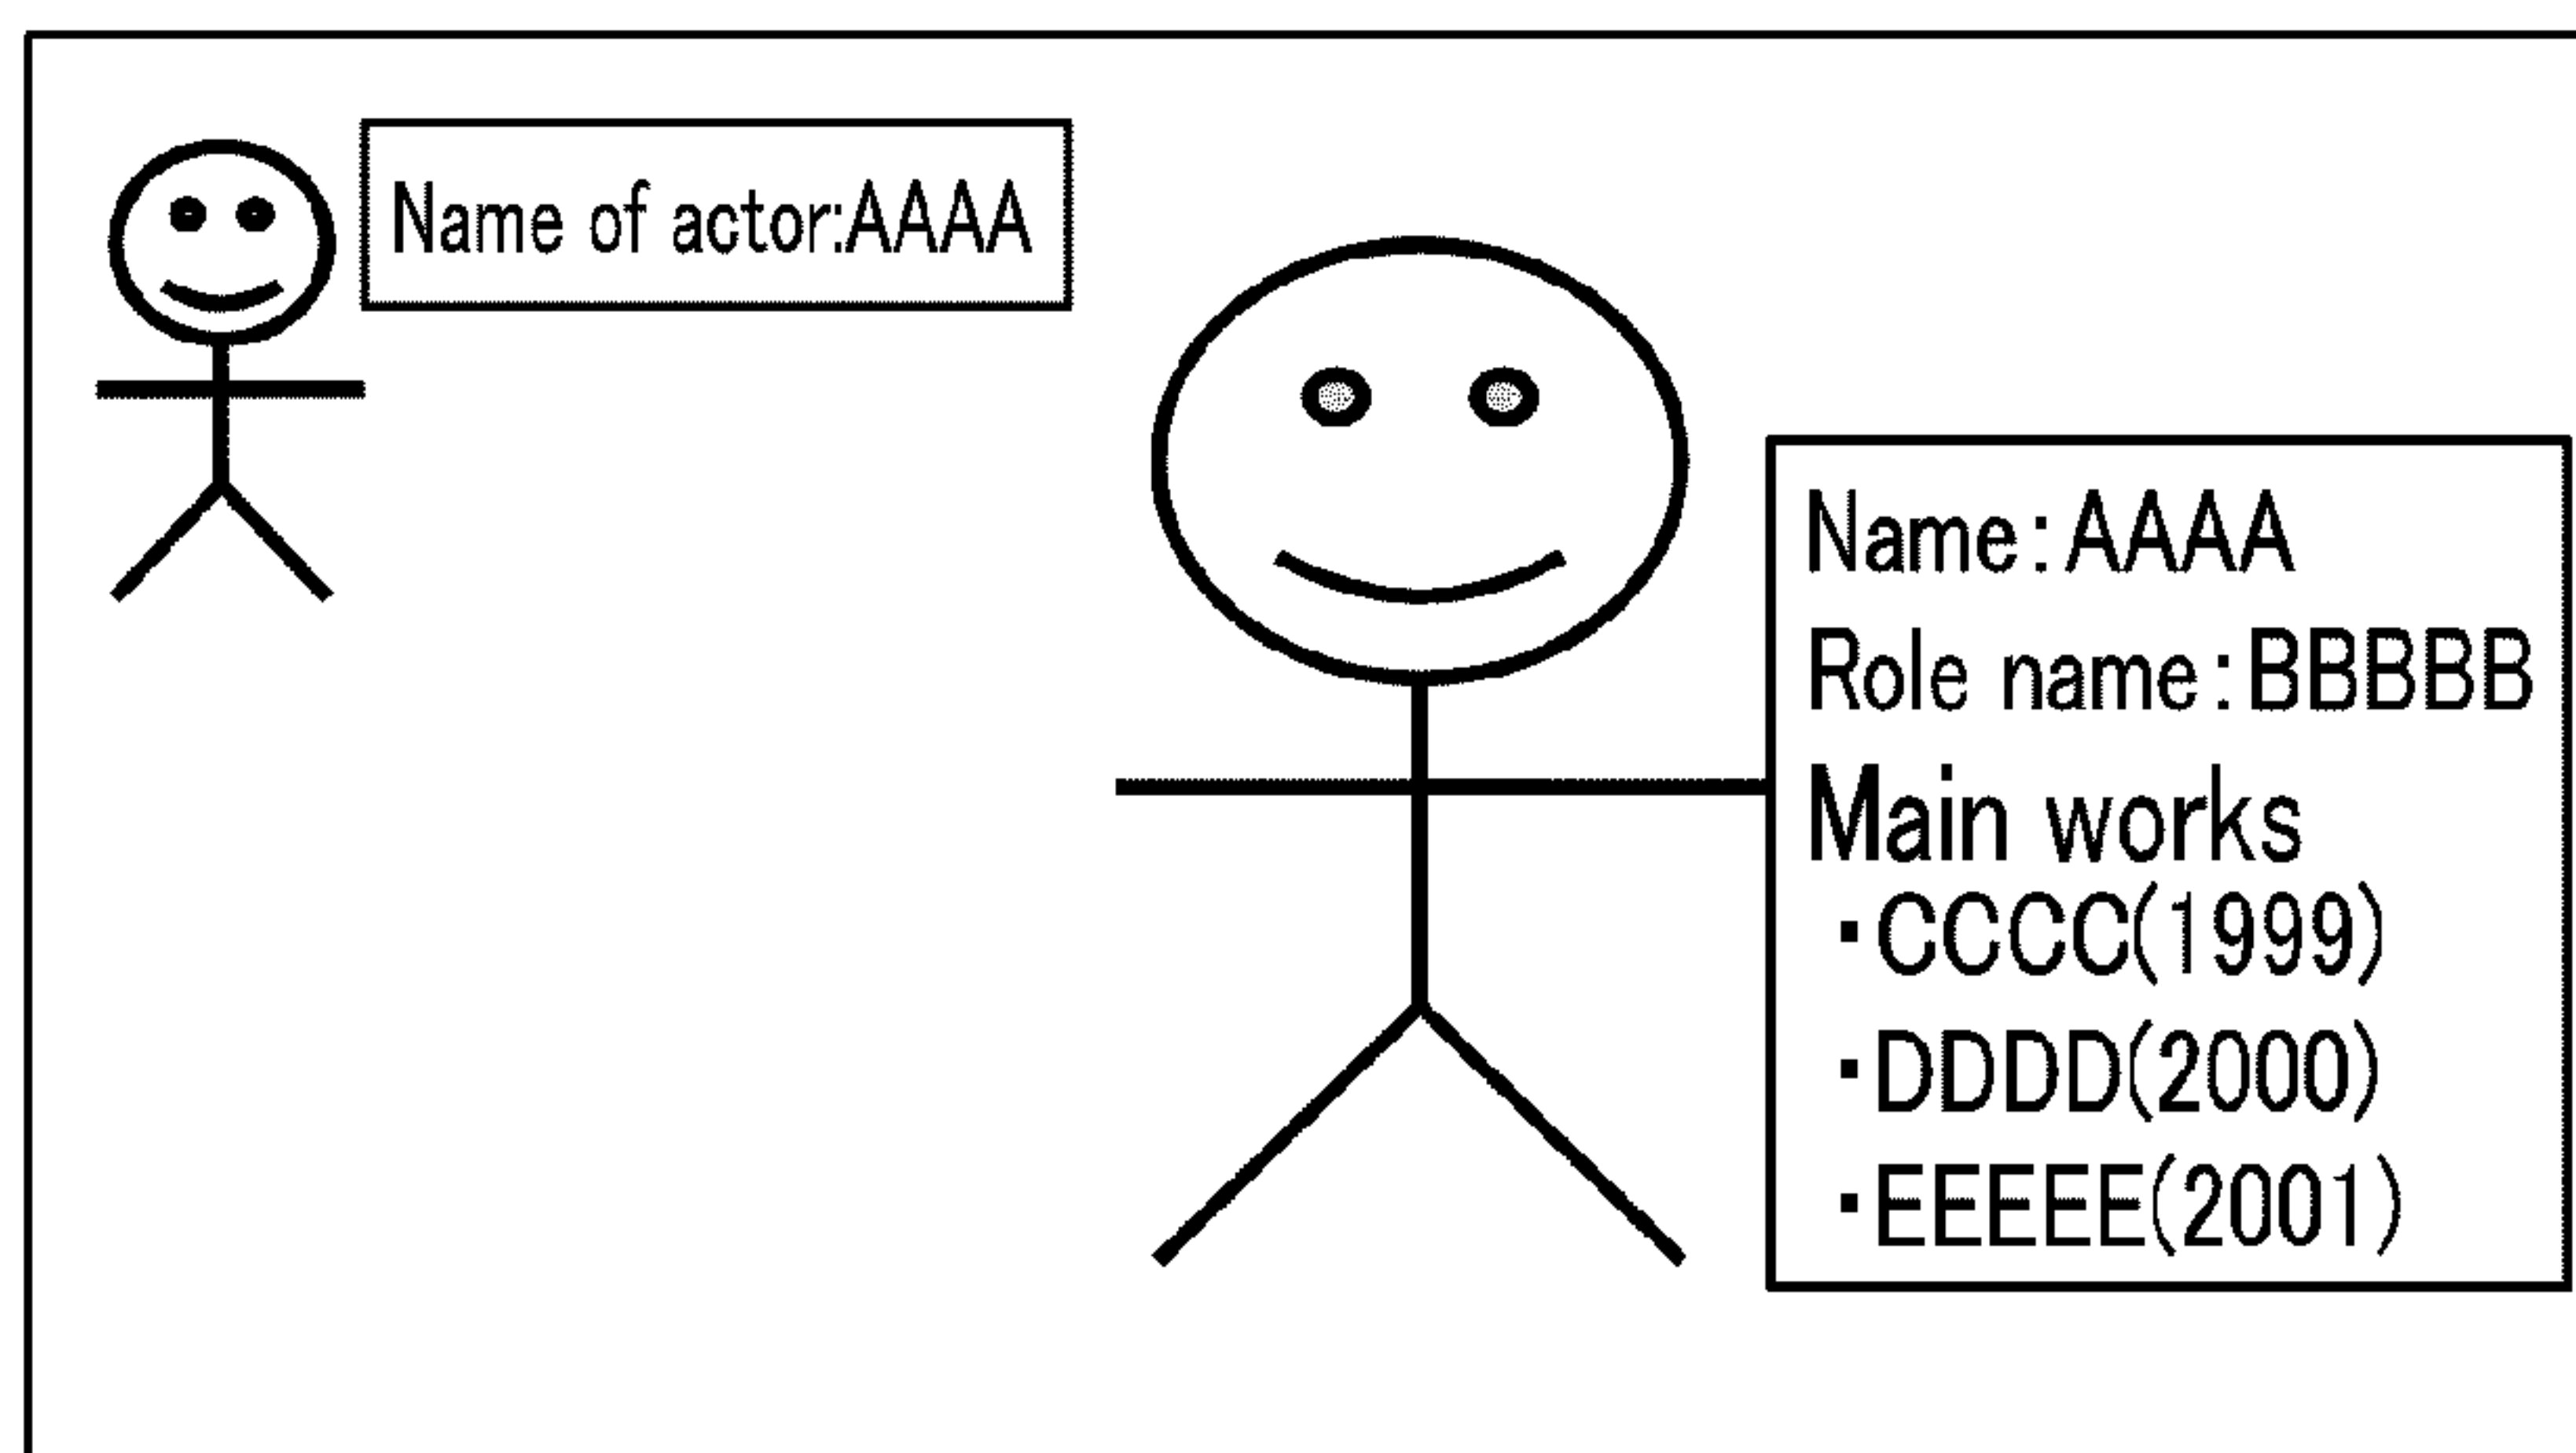 Name of actor:AAAA
Name:AAAA
Role name:BBBBB
Main works
・CCCC(1999)
・DDDD(2000)
・EEEEE(2001)